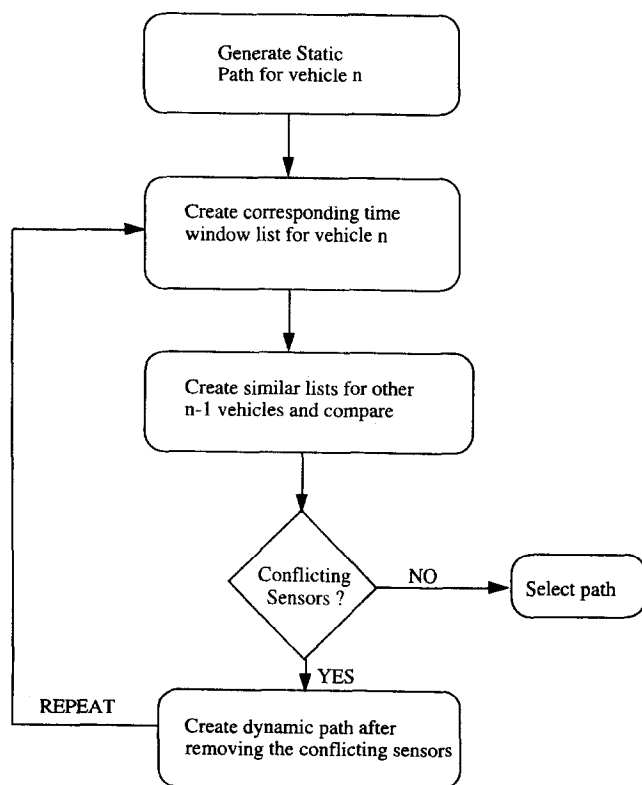 Generate Static
Path for vehicle n
Create corresponding time
window list for vehicle n
Create similar lists for other
n-1 vehicles and compare
Conflicting
Sensors ?
NO
Select path
YES
REPEAT
Create dynamic path after
removing the conflicting sensors